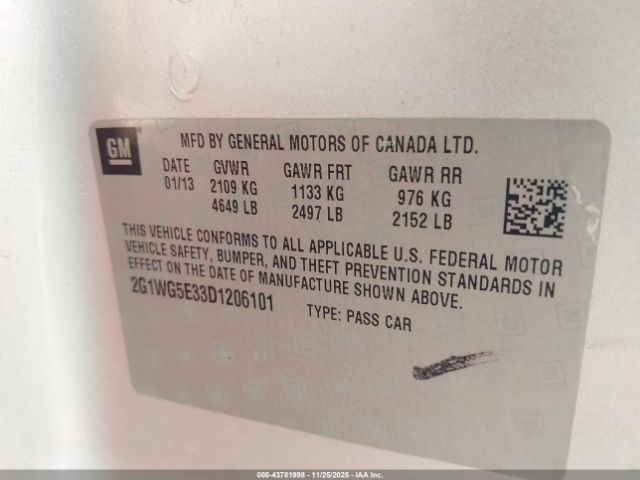 GM
MFD BY GENERAL MOTORS OF CANADA LTD.
DATE GVWR GAWR FRT GAWR RR
01/13 2109 KG 1133 KG 976 KG
4649 LB 2497 LB 2152 LB
THIS VEHICLE CONFORMS TO ALL APPLICABLE U.S. FEDERAL MOTOR
VEHICLE SAFETY, BUMPER, AND THEFT PREVENTION STANDARDS IN
EFFECT ON THE DATE OF MANUFACTURE SHOWN ABOVE.
2G1WG5E33D1206101 TYPE: PASS CAR
000-43781998 - 11/25/2025 - IAA Inc.